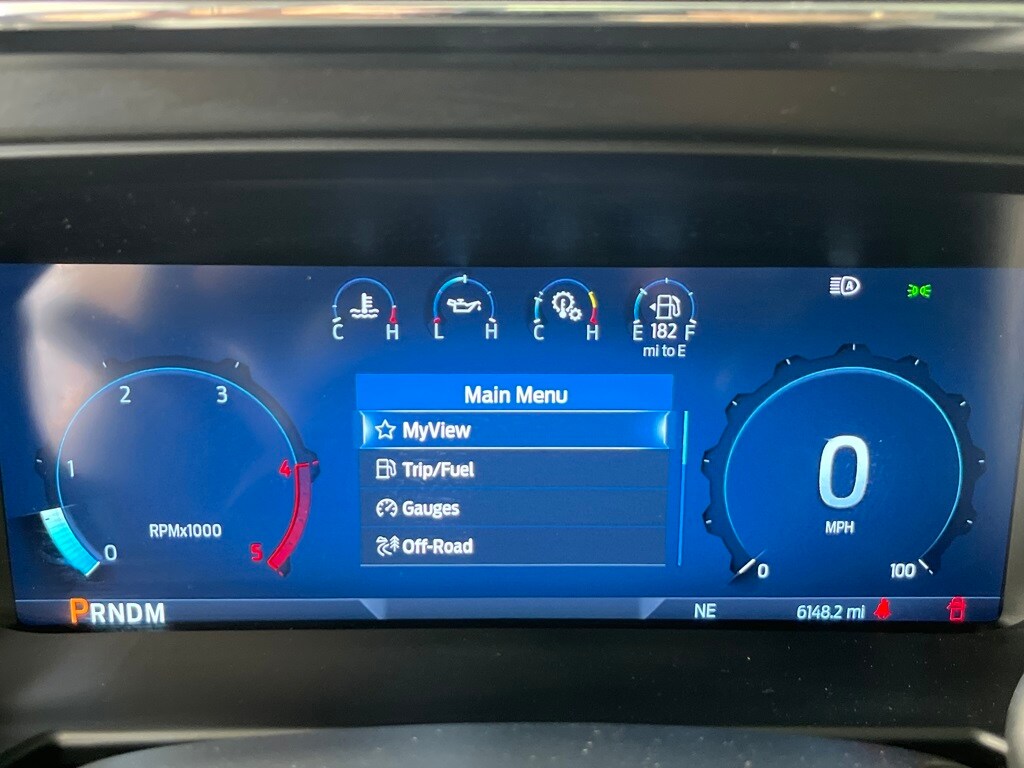 A
C H
L H
C H
E 182 F
mi to E
Main Menu
MyView
Trip/Fuel
Gauges
Off-Road
0
1
2
3
4
5
RPMx1000
0
MPH
0
100
PRNDM
NE
6148.2 mi